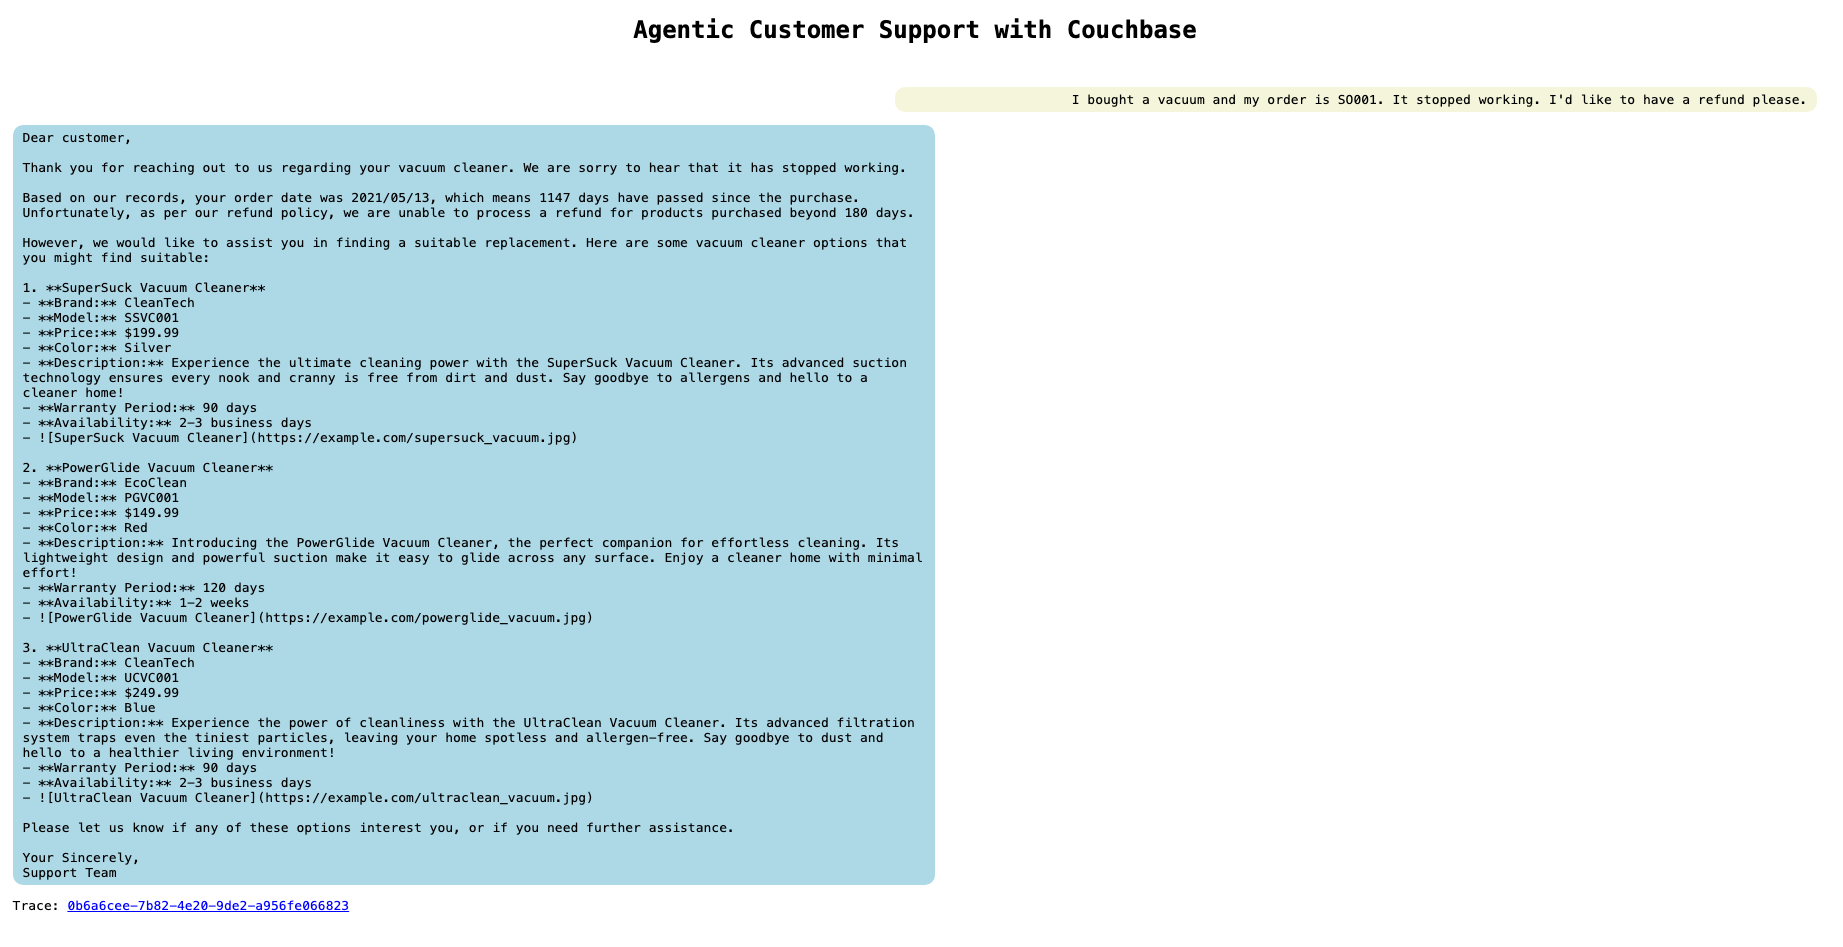 Agentic Customer Support with Couchbase
I bought a vacuum and my order is SO001. It stopped working. I'd like to have a refund please.
Dear customer,
Thank you for reaching out to us regarding your vacuum cleaner. We are sorry to hear that it has stopped working.
Based on our records, your order date was 2021/05/13, which means 1147 days have passed since the purchase.
Unfortunately, as per our refund policy, we are unable to process a refund for products purchased beyond 180 days.
However, we would like to assist you in finding a suitable replacement. Here are some vacuum cleaner options that
you might find suitable:
1. **SuperSuck Vacuum Cleaner**
- **Brand:** CleanTech
- **Model:** SSVC001
- **Price:** $199.99
- **Color:** Silver
- **Description:** Experience the ultimate cleaning power with the SuperSuck Vacuum Cleaner. Its advanced suction
technology ensures every nook and cranny is free from dirt and dust. Say goodbye to allergens and hello to a
cleaner home!
- **Warranty Period:** 90 days
- **Availability:** 2-3 business days
- ![SuperSuck Vacuum Cleaner](https://example.com/supersuck_vacuum.jpg)
2. **PowerGlide Vacuum Cleaner**
- **Brand:** EcoClean
- **Model:** PGVC001
- **Price:** $149.99
- **Color:** Red
- **Description:** Introducing the PowerGlide Vacuum Cleaner, the perfect companion for effortless cleaning. Its
lightweight design and powerful suction make it easy to glide across any surface. Enjoy a cleaner home with minimal
effort!
- **Warranty Period:** 120 days
- **Availability:** 1-2 weeks
- ![PowerGlide Vacuum Cleaner](https://example.com/powerglide_vacuum.jpg)
3. **UltraClean Vacuum Cleaner**
- **Brand:** CleanTech
- **Model:** UCVC001
- **Price:** $249.99
- **Color:** Blue
- **Description:** Experience the power of cleanliness with the UltraClean Vacuum Cleaner. Its advanced filtration
system traps even the tiniest particles, leaving your home spotless and allergen-free. Say goodbye to dust and
hello to a healthier living environment!
- **Warranty Period:** 90 days
- **Availability:** 2-3 business days
- ![UltraClean Vacuum Cleaner](https://example.com/ultraclean_vacuum.jpg)
Please let us know if any of these options interest you, or if you need further assistance.
Your Sincerely,
Support Team
Trace: 0b6a6cee-7b82-4e20-9de2-a956fe066823